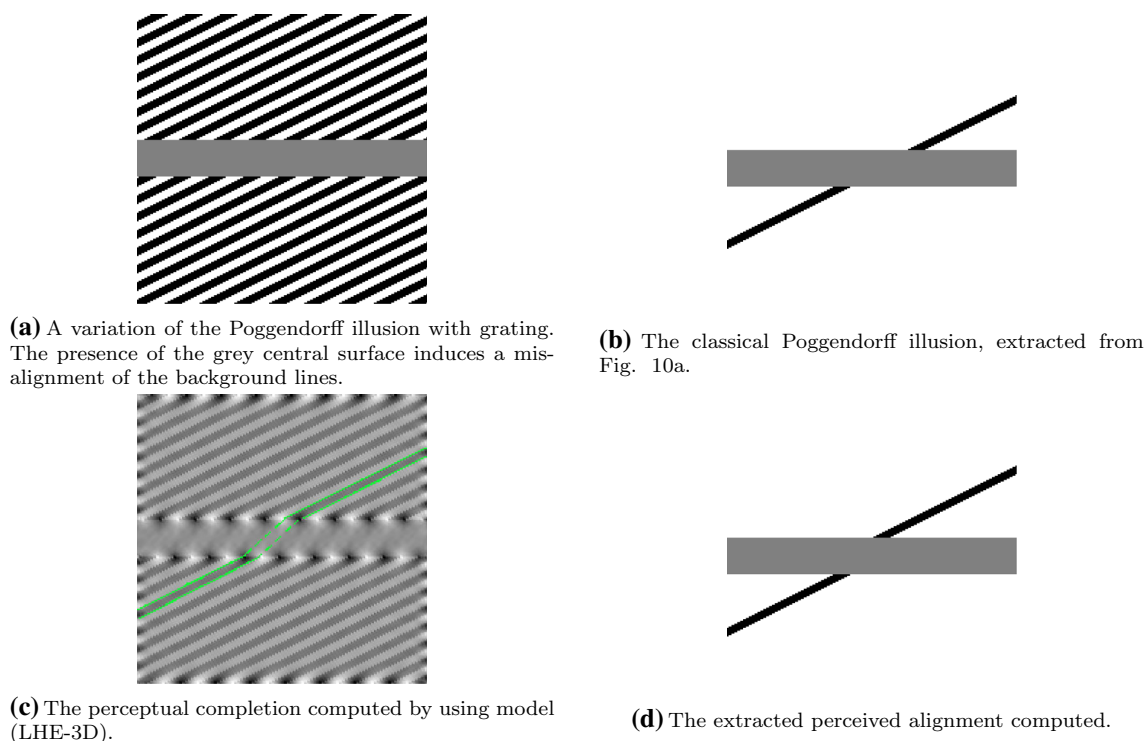 (a) A variation of the Poggendorff illusion with grating.
The presence of the grey central surface induces a mis-
alignment of the background lines.
(b) The classical Poggendorff illusion, extracted from
Fig. 10a.
(c) The perceptual completion computed by using model
(LHE-3D).
(d) The extracted perceived alignment computed.